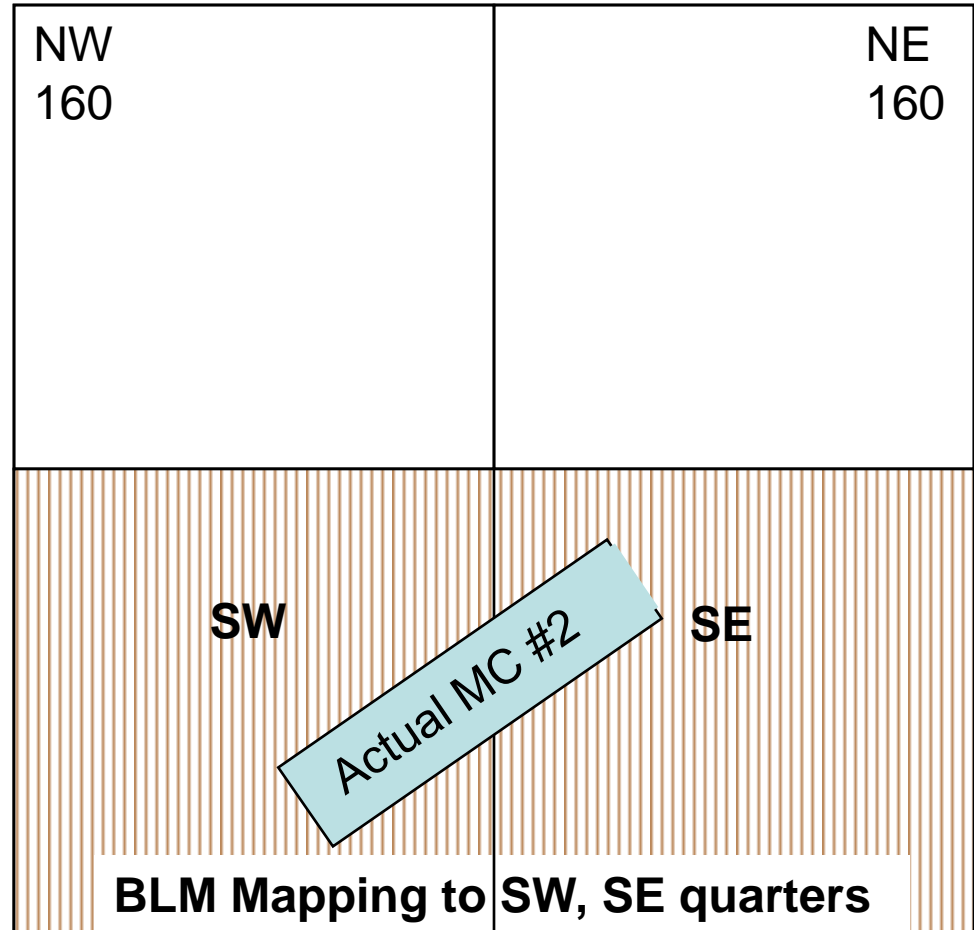 NW
160
NE
160
SW
SE
Actual MC #2
BLM Mapping to SW, SE quarters